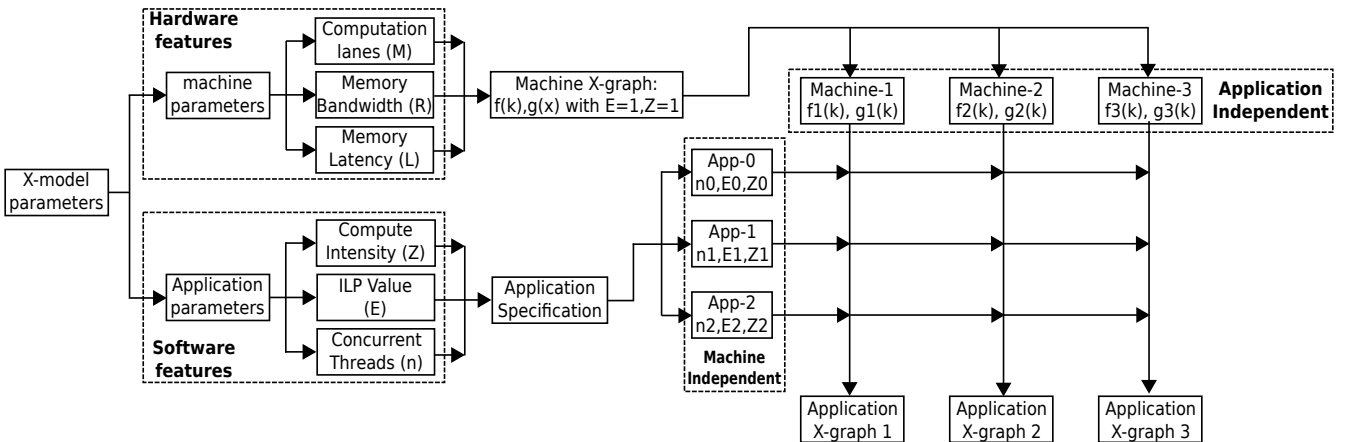 Hardware
features
Computation
lanes (M)
machine
parameters
Memory
Bandwidth (R)
Memory
Latency (L)
Machine X-graph:
f(k),g(x) with E=1,Z=1
Machine-1
f1(k), g1(k)
Machine-2
f2(k), g2(k)
Machine-3
f3(k), g3(k)
Application
Independent
X-model
parameters
App-0
n0,E0,Z0
App-1
n1,E1,Z1
App-2
n2,E2,Z2
Machine
Independent
Compute
Intensity (Z)
Application
parameters
ILP Value
(E)
Concurrent
Threads (n)
Software
features
Application
Specification
Application
X-graph 1
Application
X-graph 2
Application
X-graph 3